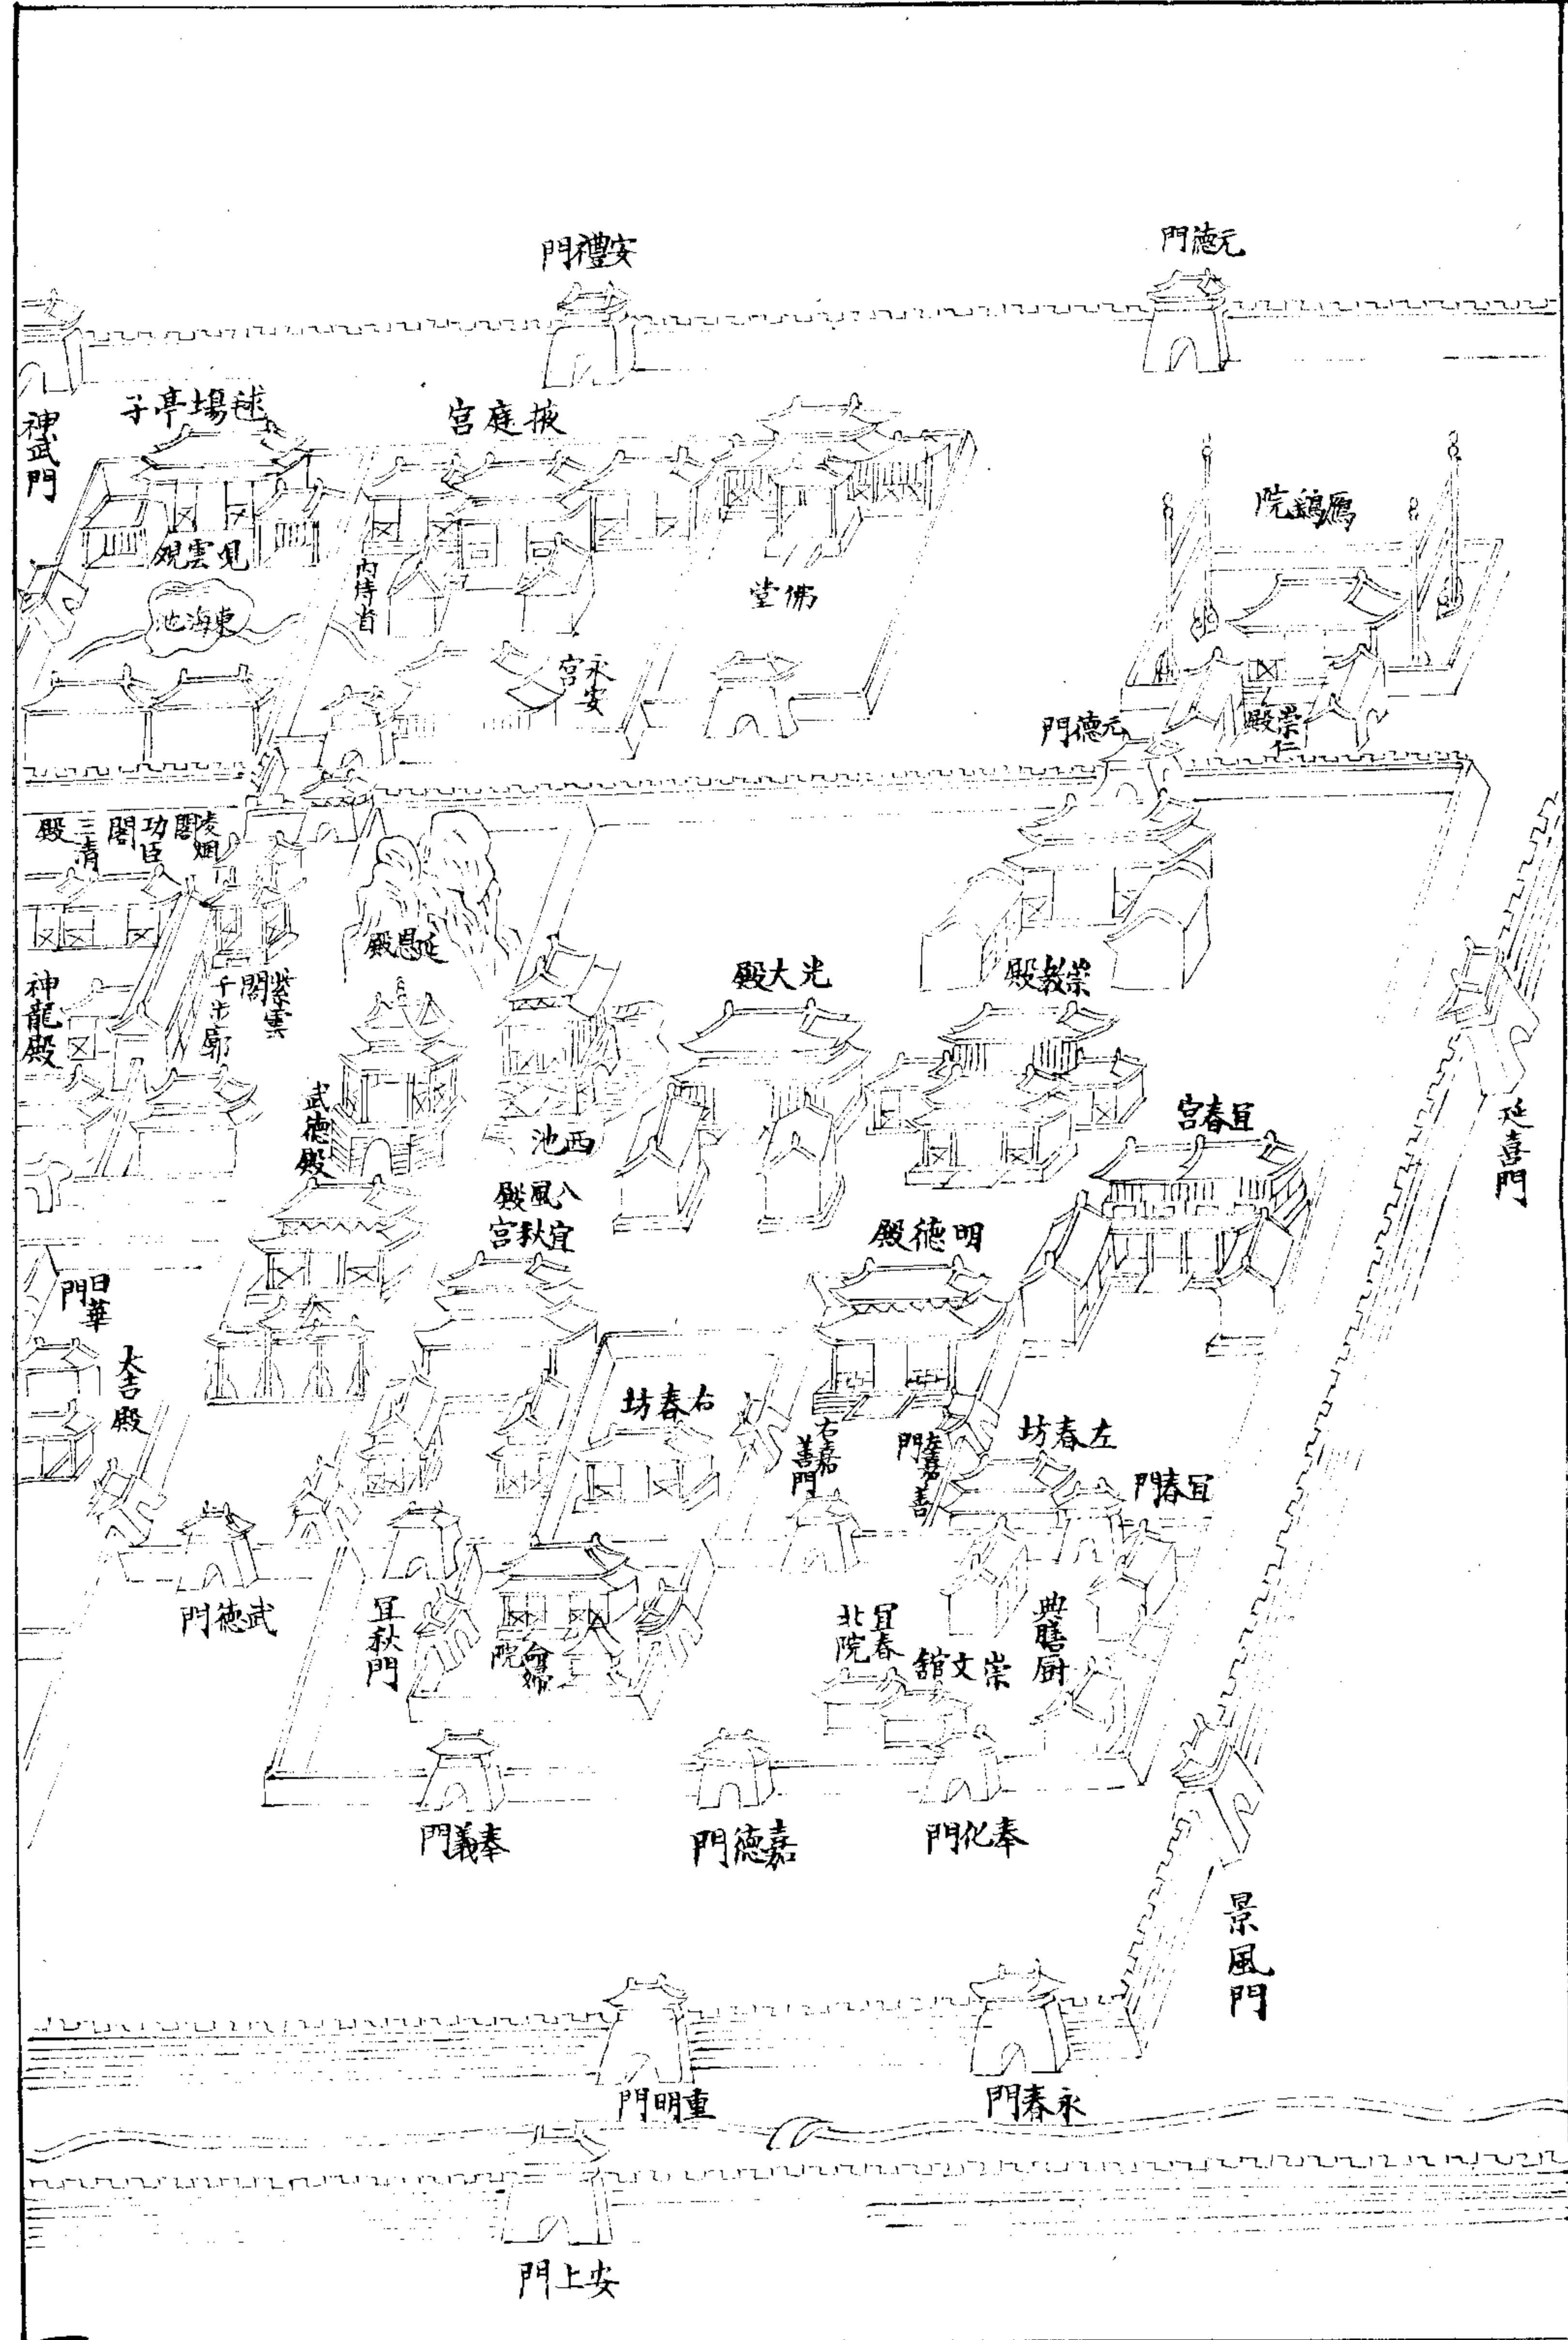 元德門
安禮門
神武門
毬場亭子
掖庭宮
鷹鷂院
見雲觀
東海池
內侍省
佛堂
永安宮
元德門
崇仁殿
凌烟閣
功臣閣
三清殿
延恩殿
紫雲閣
千步廊
神龍殿
光大殿
崇教殿
宜春宮
延喜門
武德殿
西池
八風殿
宜秋宮
明德殿
日華門
大吉殿
右春坊
左春坊
右嘉善門
左嘉善門
宜春門
武德門
宜秋門
命婦院
宜春北院
崇文館
典膳廚
奉義門
嘉德門
奉化門
景風門
重明門
永春門
安上門